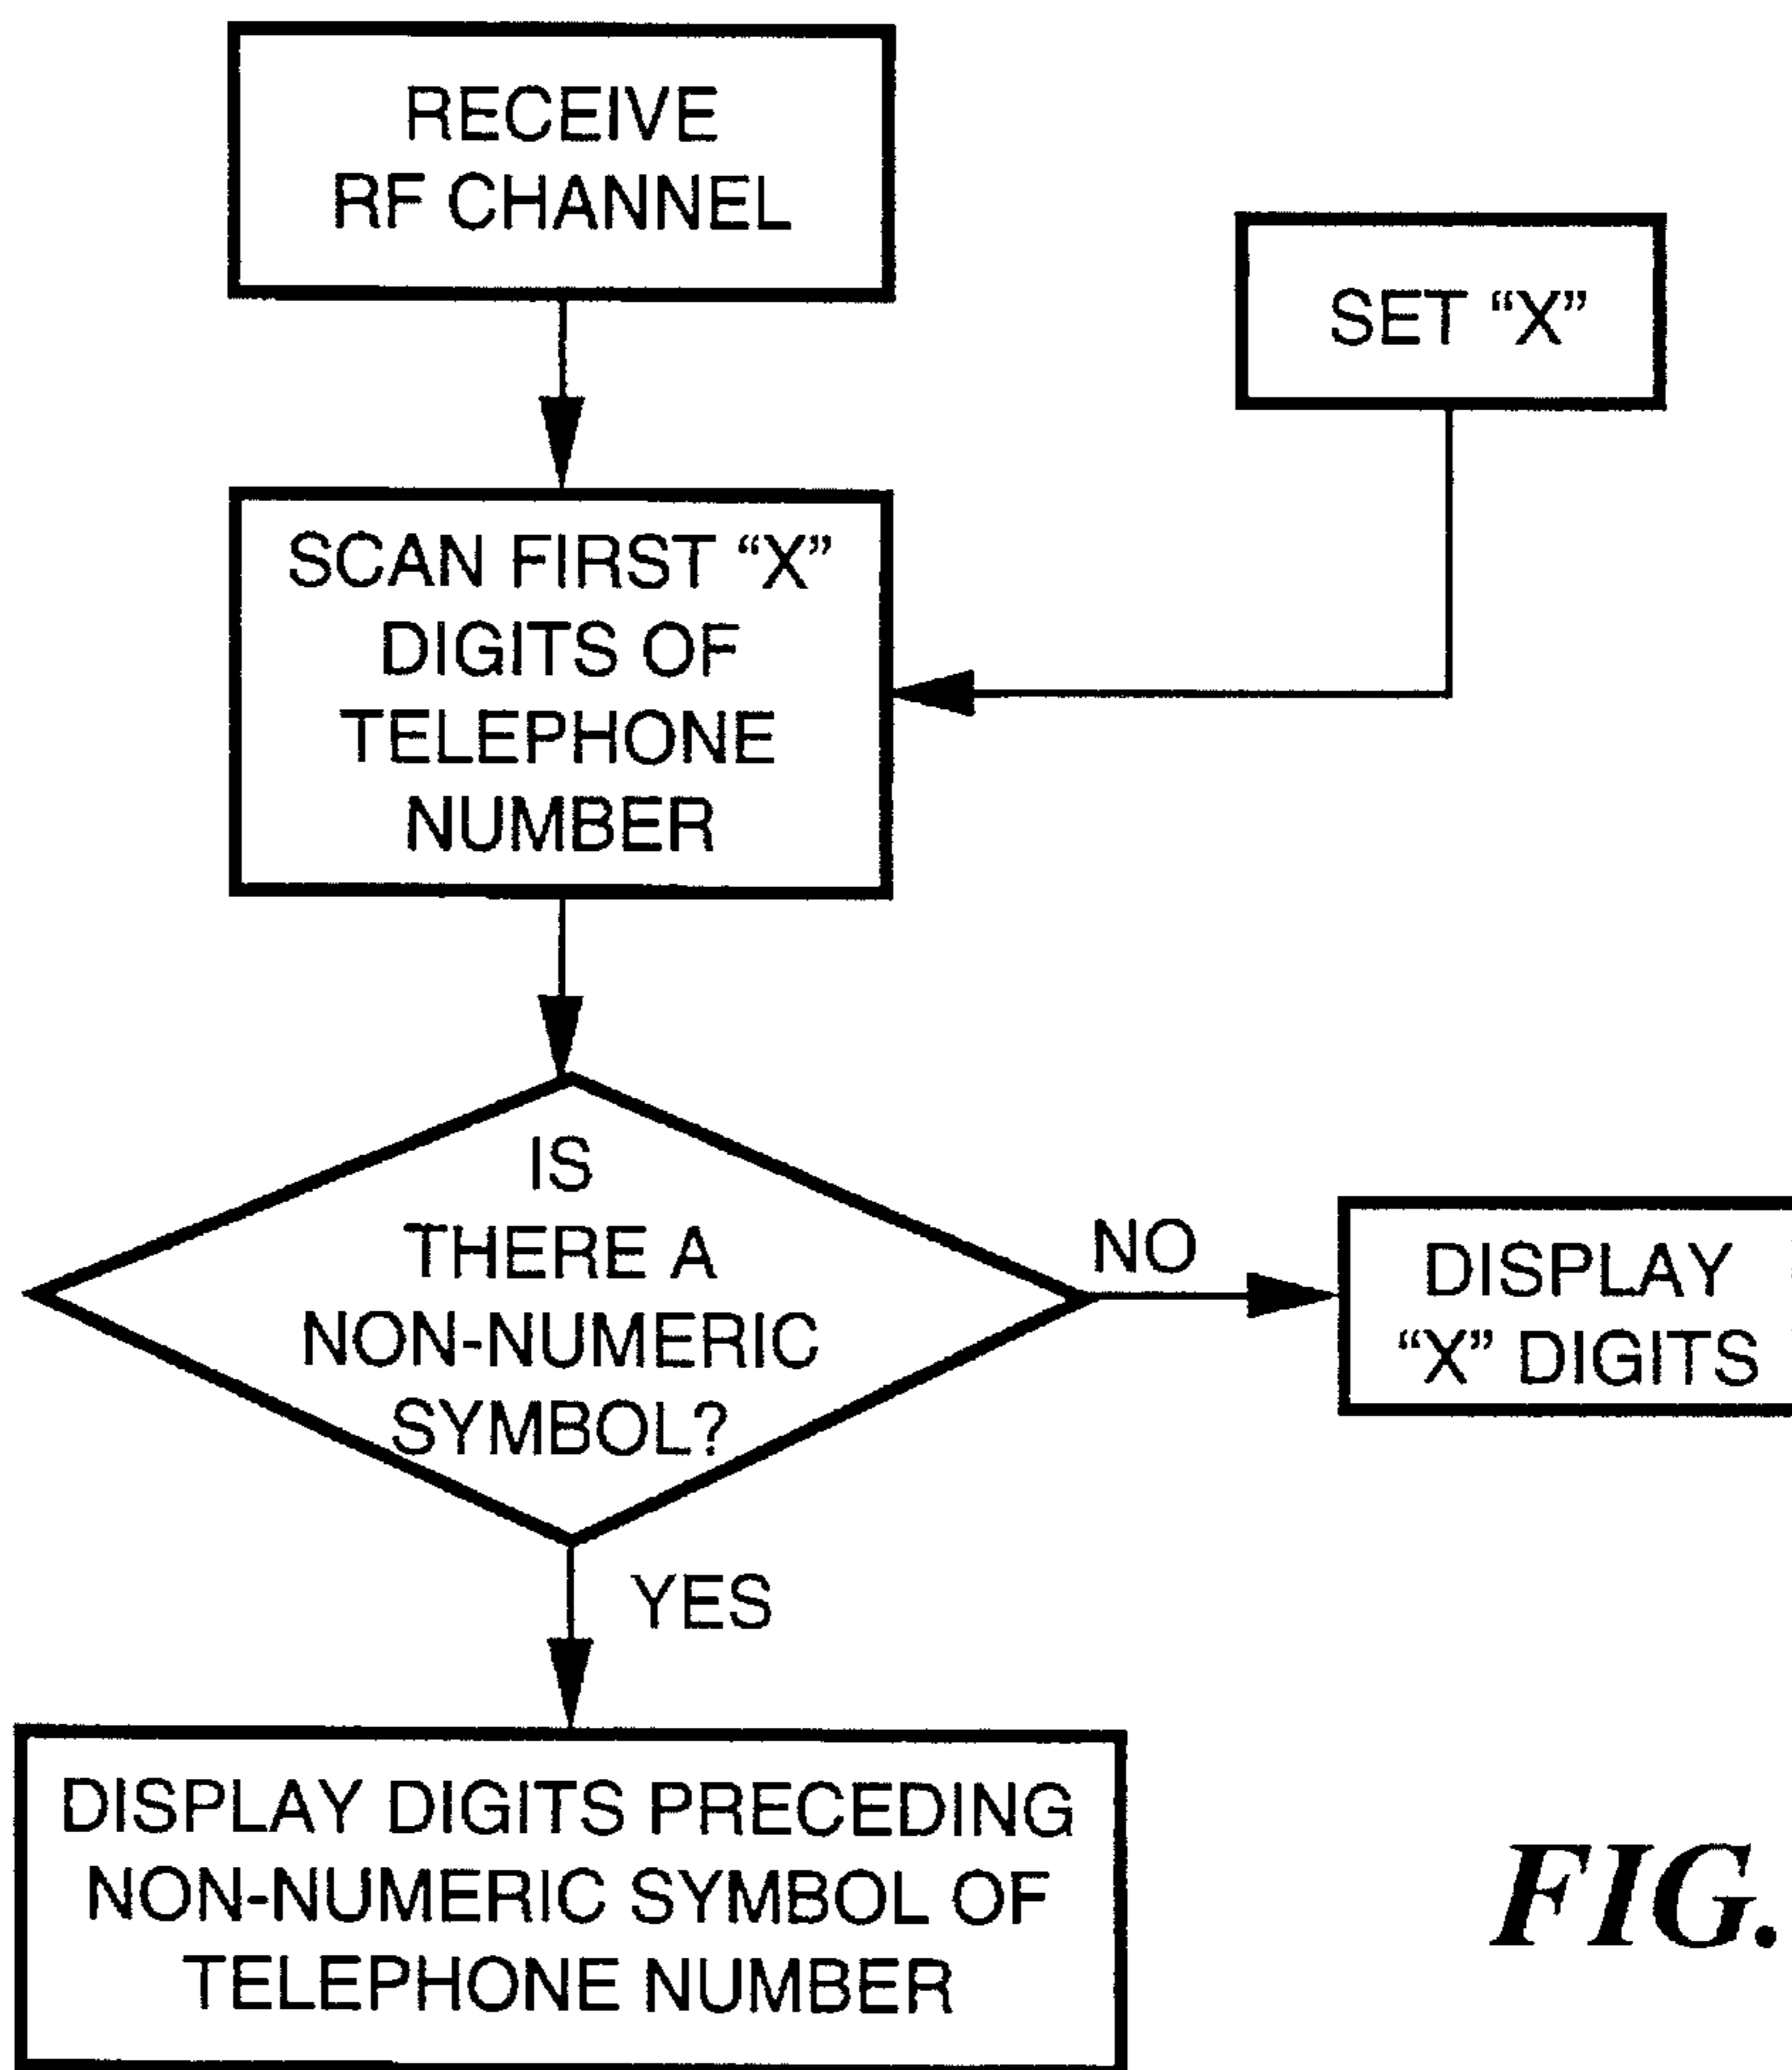 RECEIVE
RF CHANNEL
SET “X”
SCAN FIRST “X”
DIGITS OF
TELEPHONE
NUMBER
IS
THERE A
NON-NUMERIC
SYMBOL?
NO
DISPLAY
“X” DIGITS
YES
DISPLAY DIGITS PRECEDING
NON-NUMERIC SYMBOL OF
TELEPHONE NUMBER
FIG.